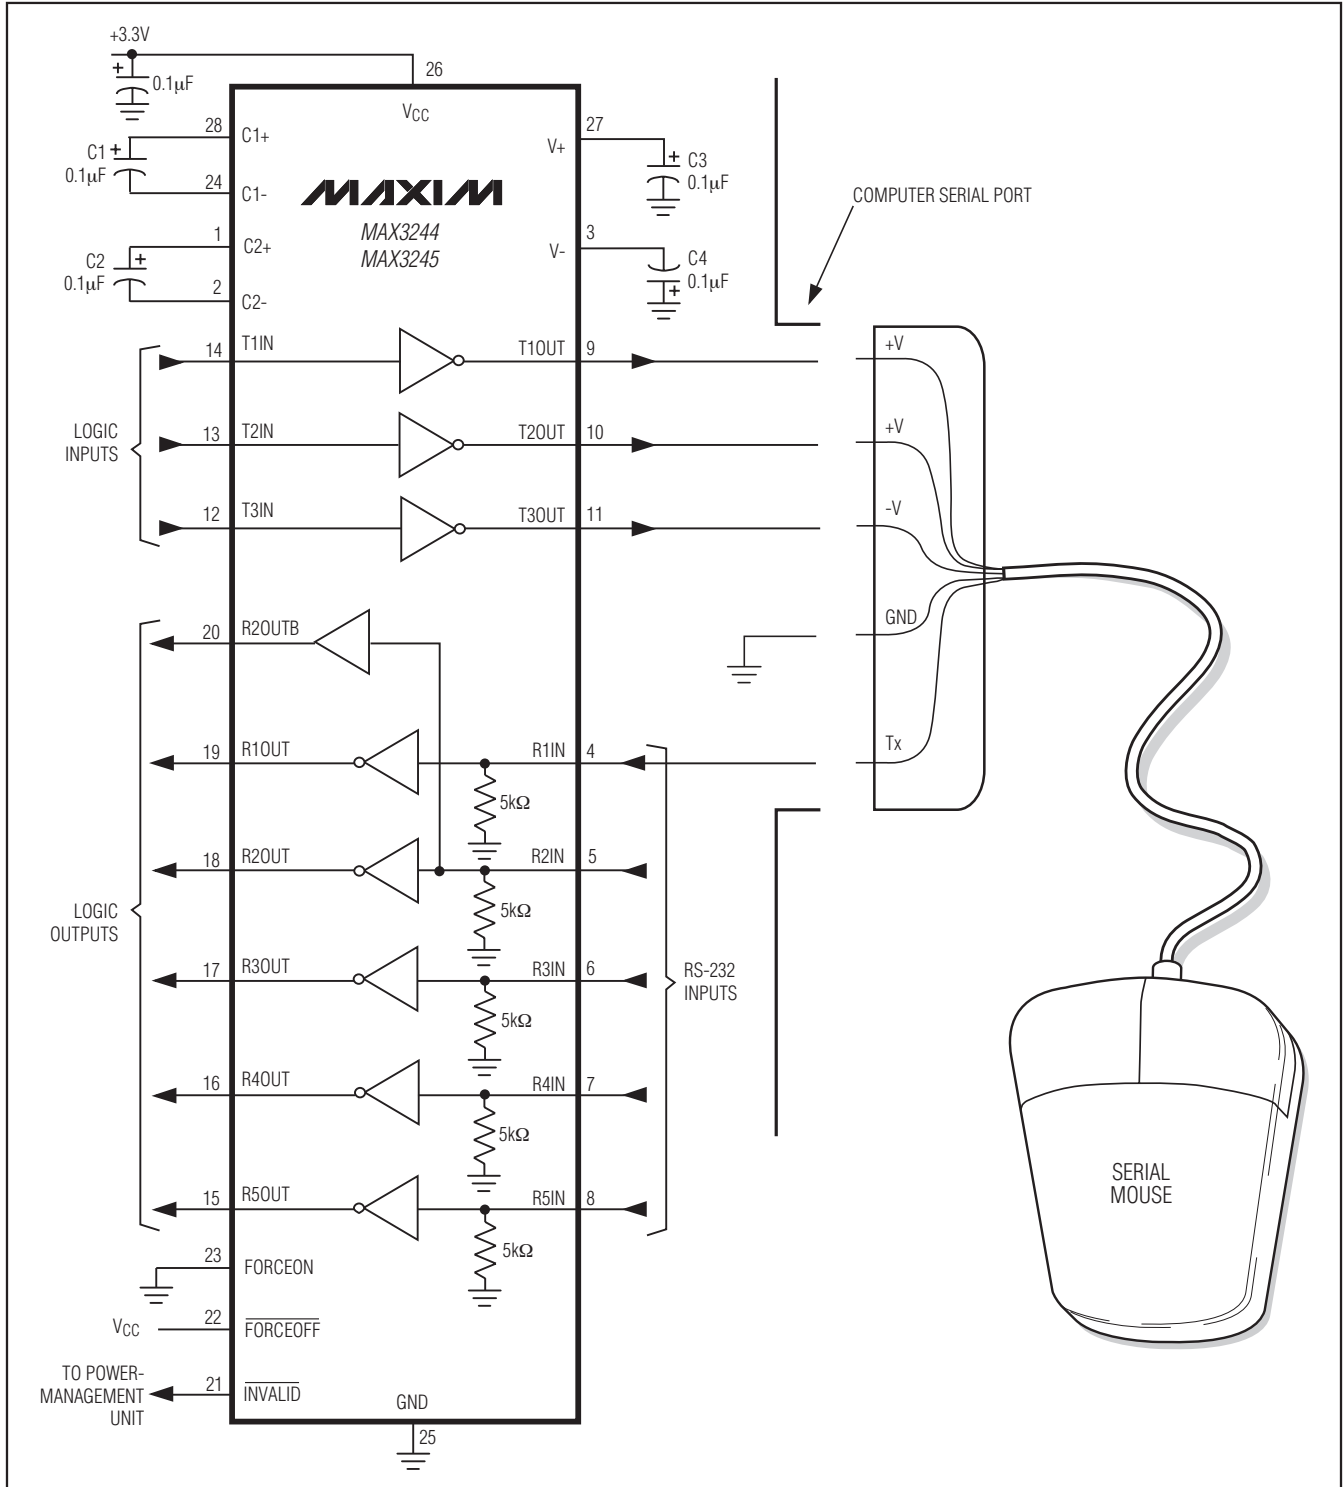 +3.3V
0.1µF
26
VCC
28
C1+
C1
0.1µF
24
C1-
1
C2+
C2
0.1µF
2
C2-
MAXIM
MAX3244
MAX3245
27
V+
C3
0.1µF
3
V-
C4
0.1µF
COMPUTER SERIAL PORT
LOGIC
INPUTS
14
T1IN
T1OUT
9
13
T2IN
T2OUT
10
12
T3IN
T3OUT
11
+V
+V
-V
GND
Tx
LOGIC
OUTPUTS
20
R2OUTB
19
R1OUT
R1IN
4
5kΩ
18
R2OUT
R2IN
5
5kΩ
17
R3OUT
R3IN
6
5kΩ
16
R4OUT
R4IN
7
5kΩ
15
R5OUT
R5IN
8
5kΩ
RS-232
INPUTS
23
FORCEON
VCC
22
FORCEOFF
TO POWER-
MANAGEMENT
UNIT
21
INVALID
GND
25
SERIAL
MOUSE